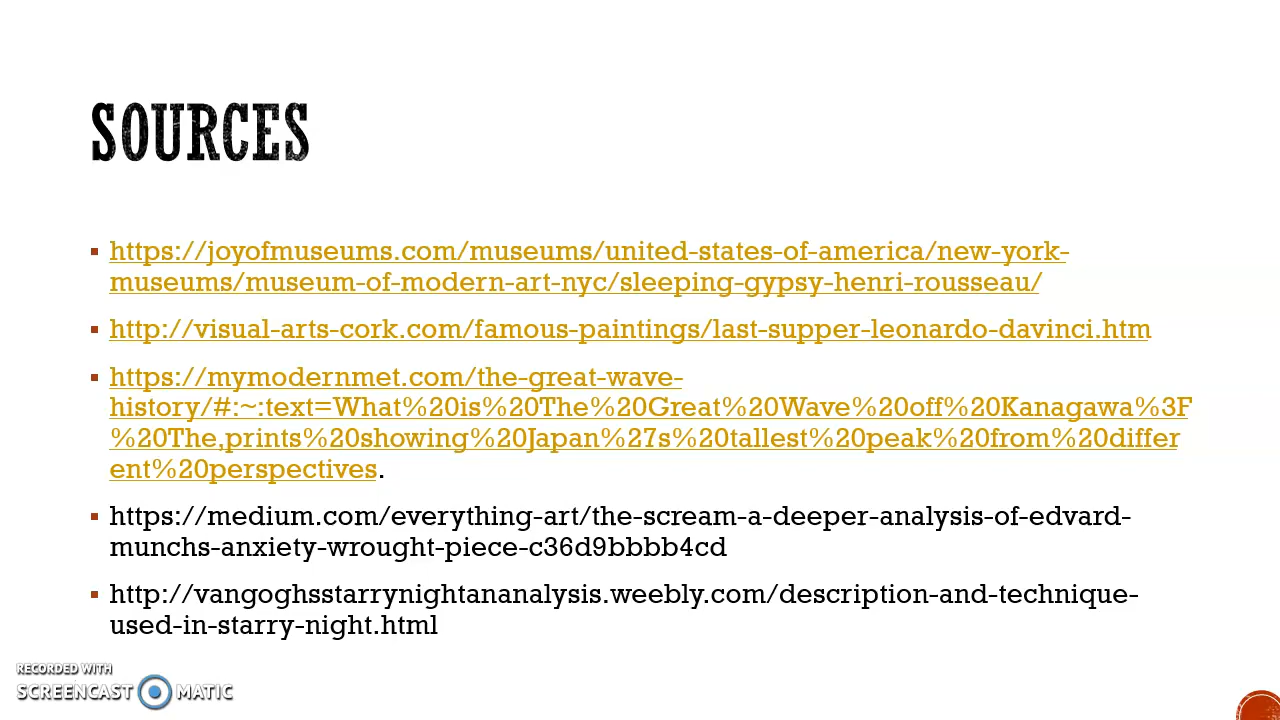 SOURCES
https://joyofmuseums.com/museums/united-states-of-america/new-york-
museums/museum-of-modern-art-nyc/sleeping-gypsy-henri-rousseau/
http://visual-arts-cork.com/famous-paintings/last-supper-leonardo-davinci.htm
https://mymodernmet.com/the-great-wave-
history/#:~:text=What%20is%20The%20Great%20Wave%20off%20Kanagawa%3F
%20The,prints%20showing%20Japan%27s%20tallest%20peak%20from%20differ
ent%20perspectives.
https://medium.com/everything-art/the-scream-a-deeper-analysis-of-edvard-
munchs-anxiety-wrought-piece-c36d9bbbb4cd
http://vangoghsstarrynightananalysis.weebly.com/description-and-technique-
used-in-starry-night.html
RECORDED WITH
SCREENCAST MATIC